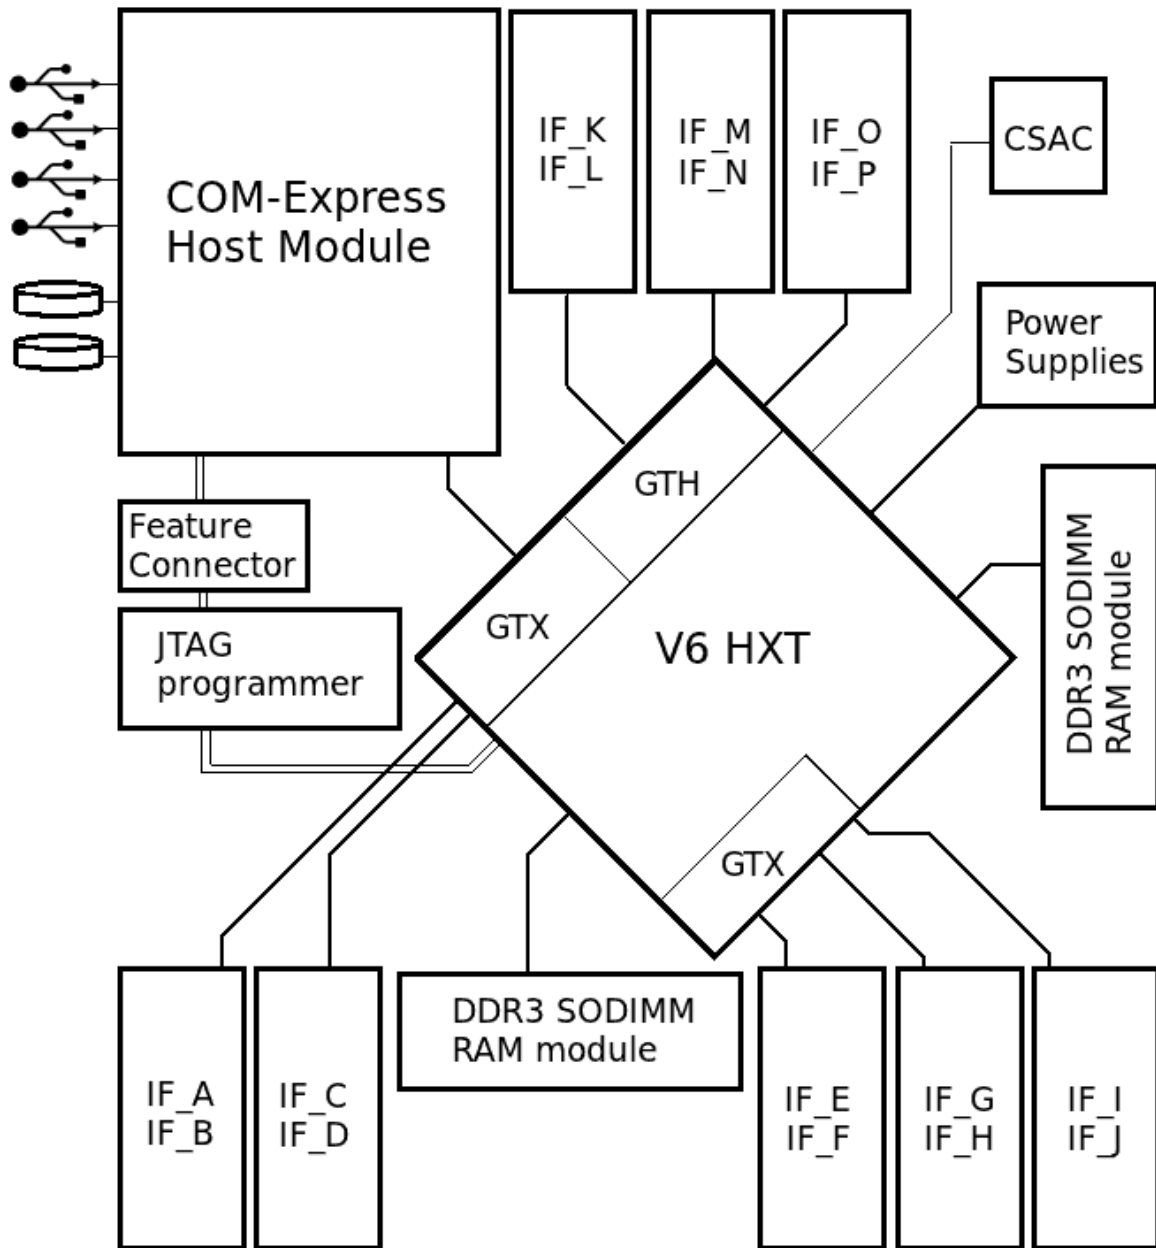 COM-Express
Host Module
IF_K
IF_L
IF_M
IF_N
IF_O
IF_P
CSAC
Power
Supplies
GTH
Feature
Connector
GTX
JTAG
programmer
V6 HXT
DDR3 SODIMM
RAM module
GTX
DDR3 SODIMM
RAM module
IF_A
IF_B
IF_C
IF_D
IF_E
IF_F
IF_G
IF_H
IF_I
IF_J